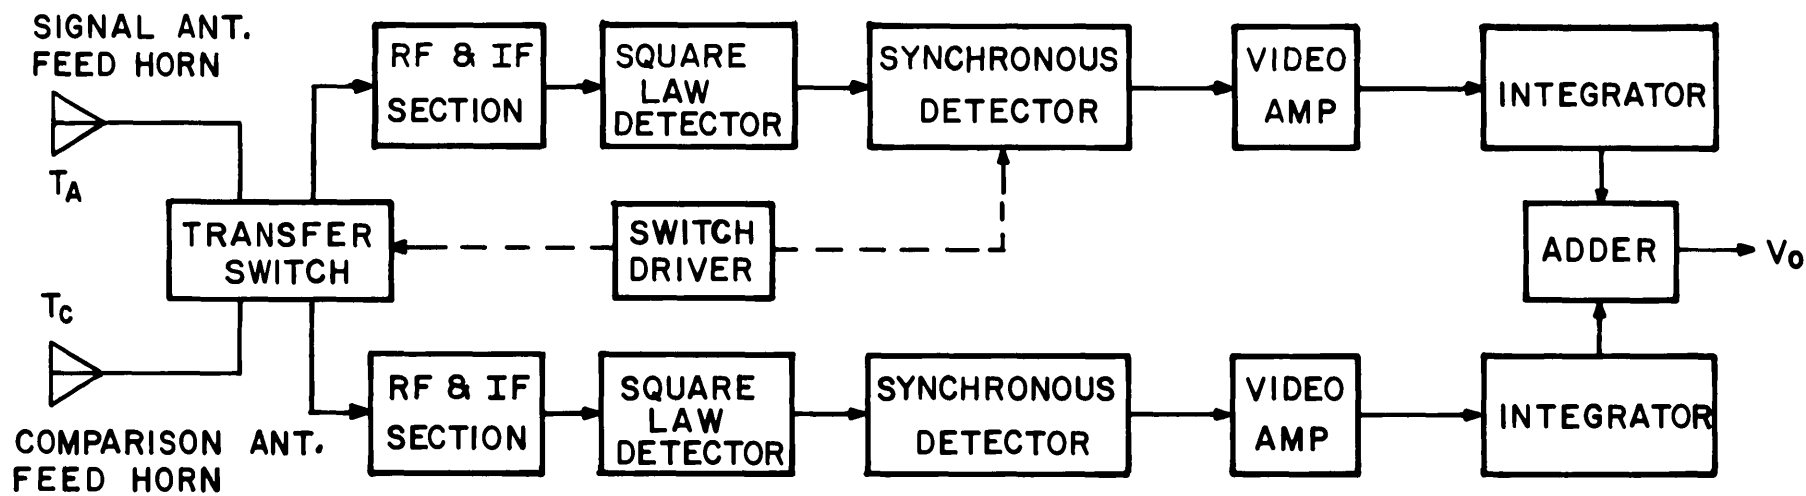 SIGNAL ANT.
FEED HORN
TA
RF & IF
SECTION
SQUARE
LAW
DETECTOR
SYNCHRONOUS
DETECTOR
VIDEO
AMP
INTEGRATOR
TRANSFER
SWITCH
SWITCH
DRIVER
ADDER
Vo
TC
COMPARISON ANT.
FEED HORN
RF & IF
SECTION
SQUARE
LAW
DETECTOR
SYNCHRONOUS
DETECTOR
VIDEO
AMP
INTEGRATOR